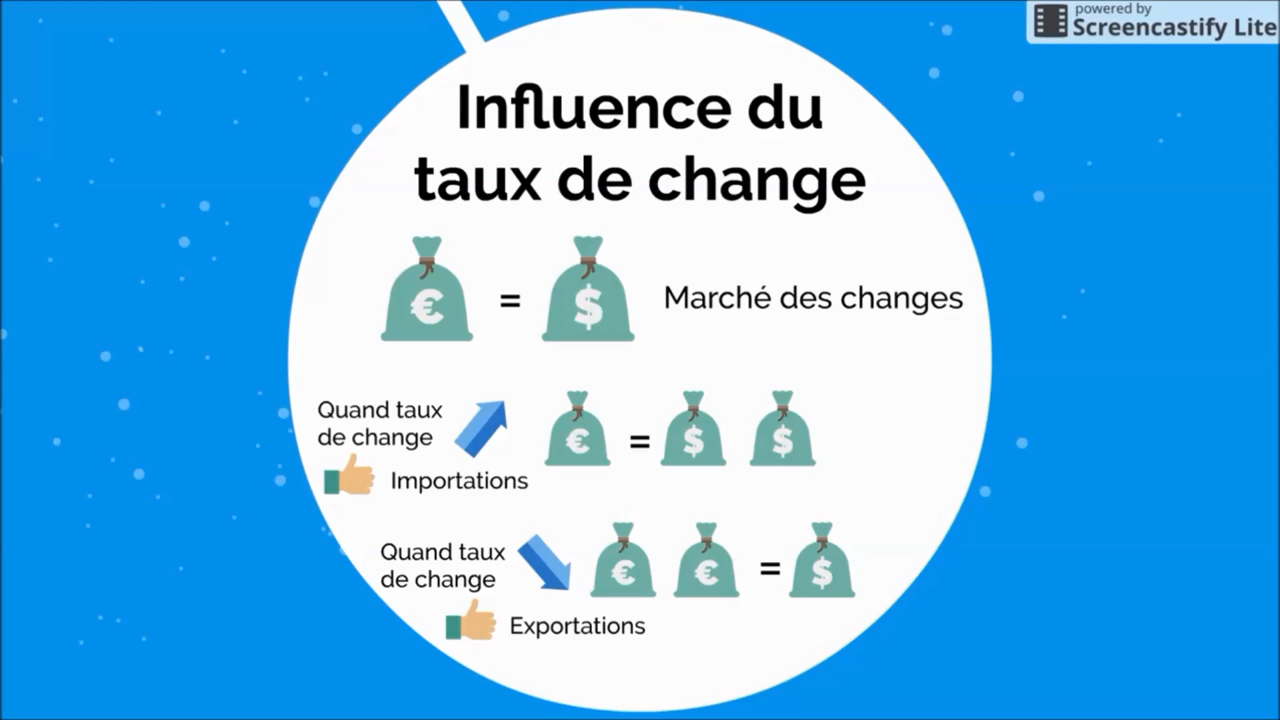 powered by
Screencastify Lite
Influence du
taux de change
€ = $ Marché des changes
Quand taux
de change
€ = $ $
Importations
Quand taux
de change
€ € = $
Exportations